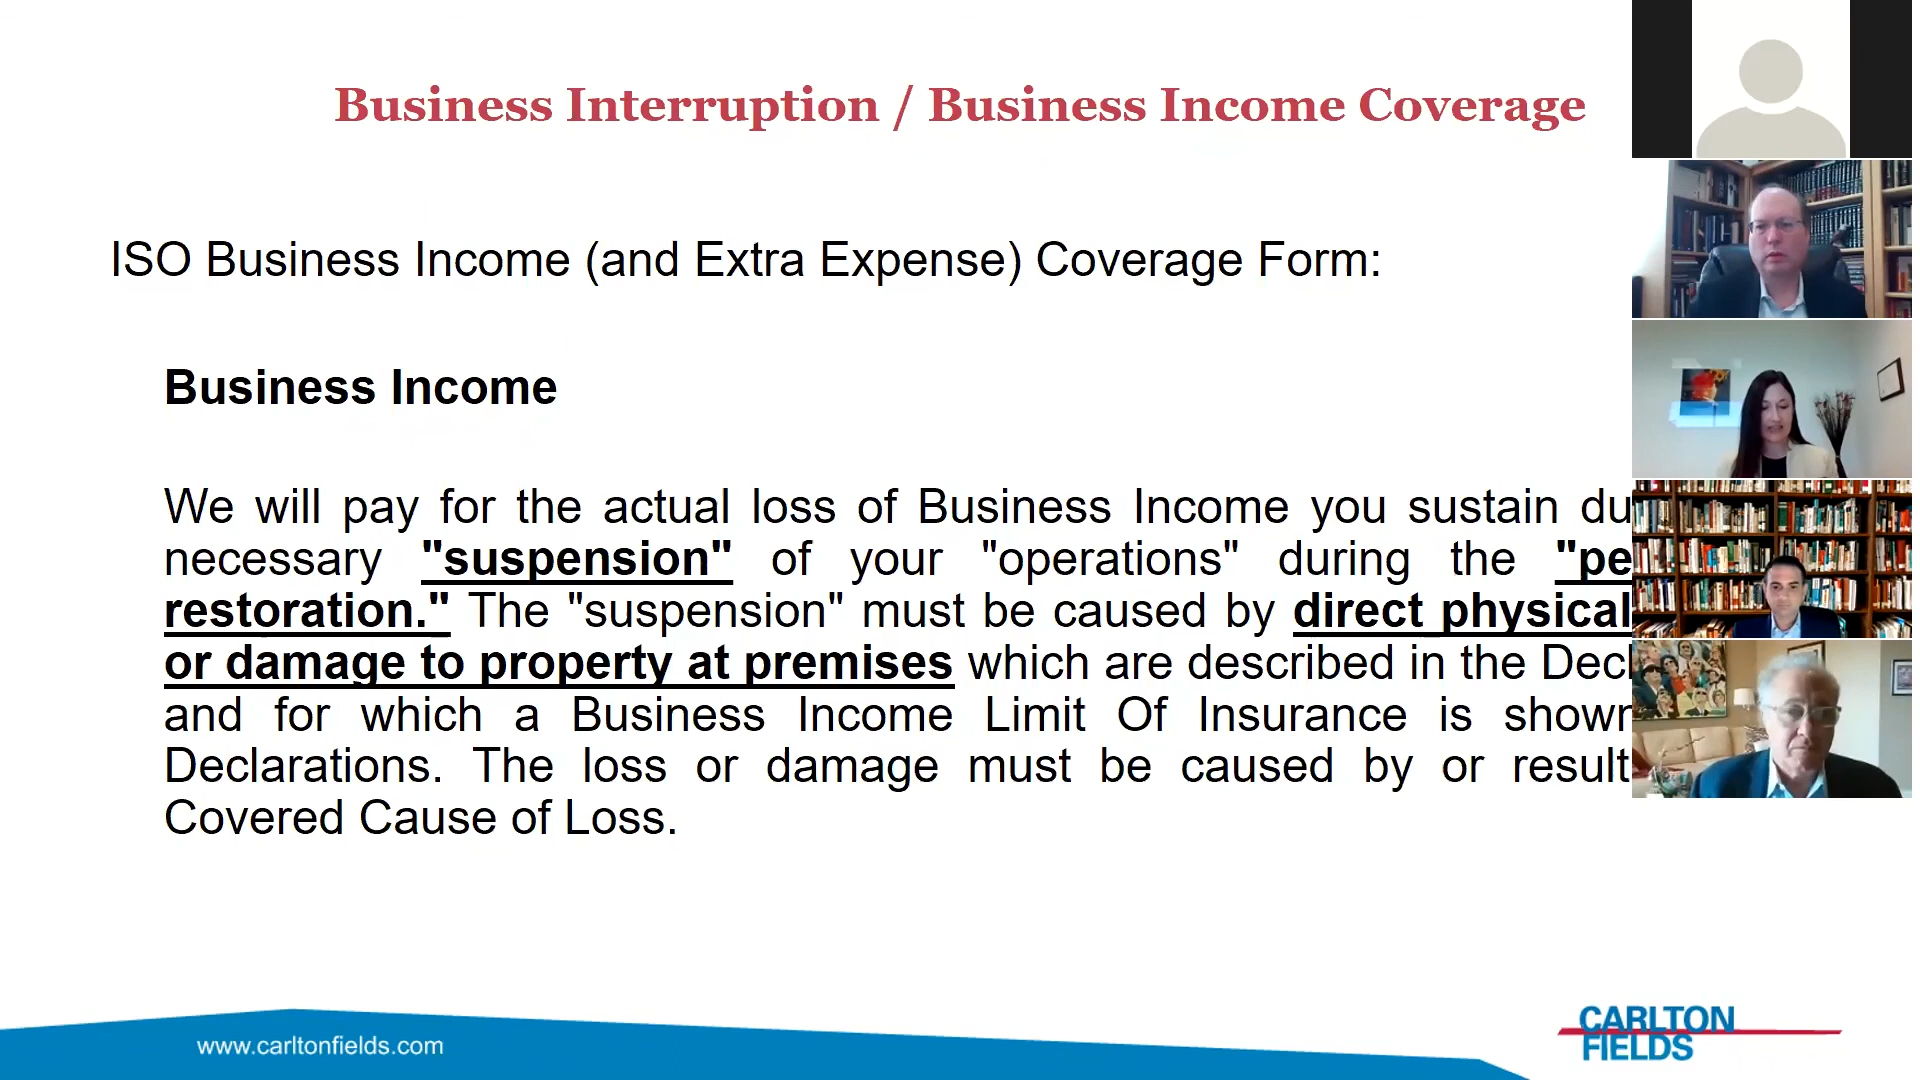 Business Interruption / Business Income Coverage
ISO Business Income (and Extra Expense) Coverage Form:
Business Income
We will pay for the actual loss of Business Income you sustain du
necessary "suspension" of your "operations" during the "pe
restoration." The "suspension" must be caused by direct physical
or damage to property at premises which are described in the Decl
and for which a Business Income Limit Of Insurance is shown
Declarations. The loss or damage must be caused by or result
Covered Cause of Loss.
www.carltonfields.com
CARLTON
FIELDS